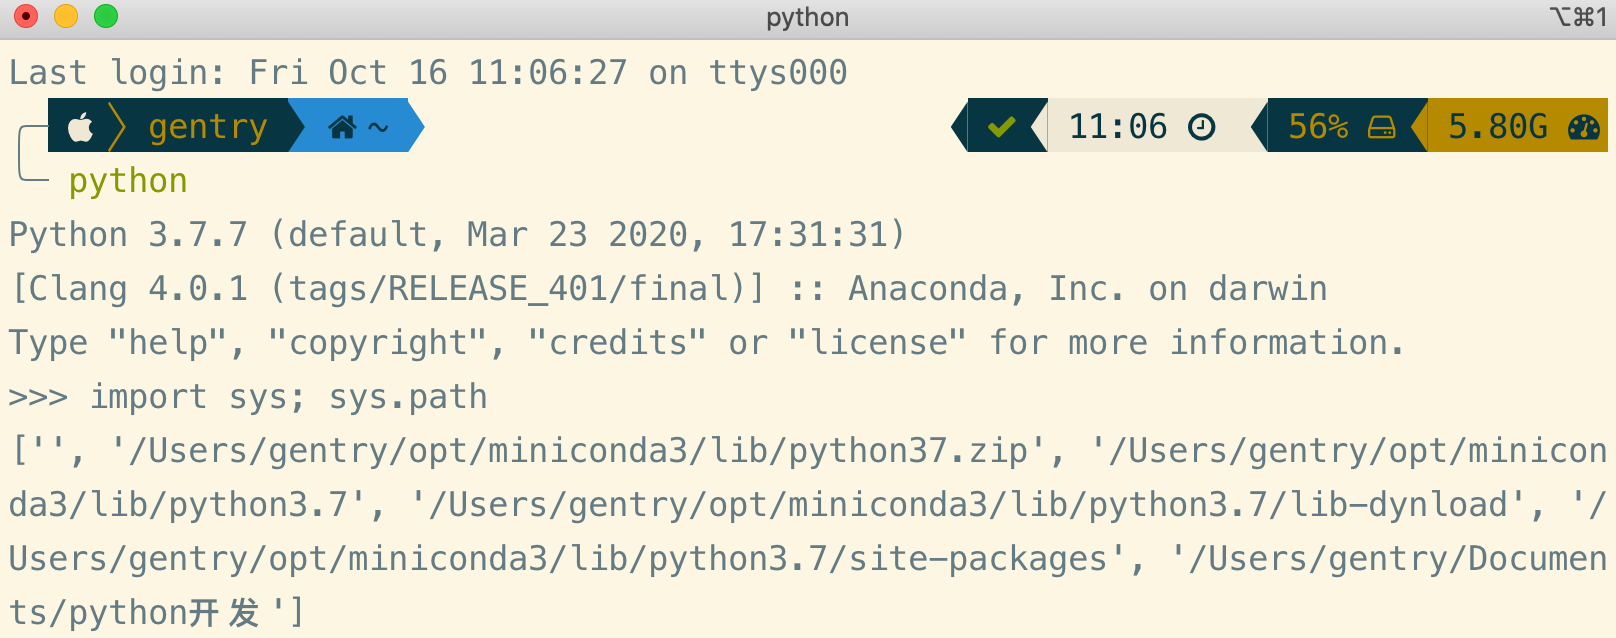 python
⌥⌘1
Last login: Fri Oct 16 11:06:27 on ttys000
gentry ~ 11:06 56% 5.80G
python
Python 3.7.7 (default, Mar 23 2020, 17:31:31)
[Clang 4.0.1 (tags/RELEASE_401/final)] :: Anaconda, Inc. on darwin
Type "help", "copyright", "credits" or "license" for more information.
>>> import sys; sys.path
['', '/Users/gentry/opt/miniconda3/lib/python37.zip', '/Users/gentry/opt/minicon
da3/lib/python3.7', '/Users/gentry/opt/miniconda3/lib/python3.7/lib-dynload', '/
Users/gentry/opt/miniconda3/lib/python3.7/site-packages', '/Users/gentry/Documen
ts/python开发']